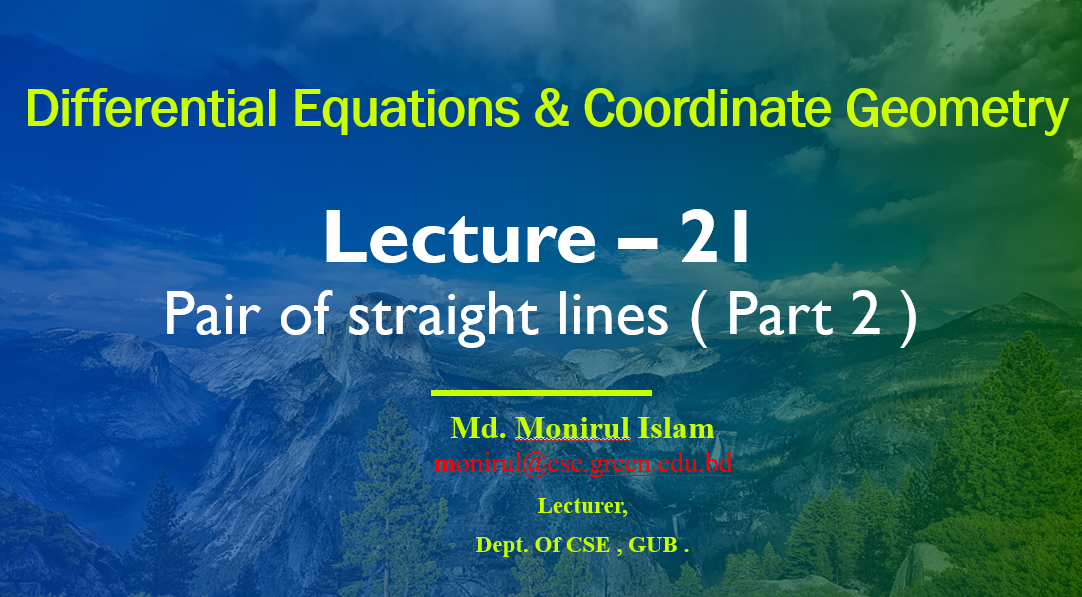 Differential Equations & Coordinate Geometry
Lecture – 21
Pair of straight lines ( Part 2 )
Md. Monirul Islam
monirul@cse.green.edu.bd
Lecturer,
Dept. Of CSE , GUB .